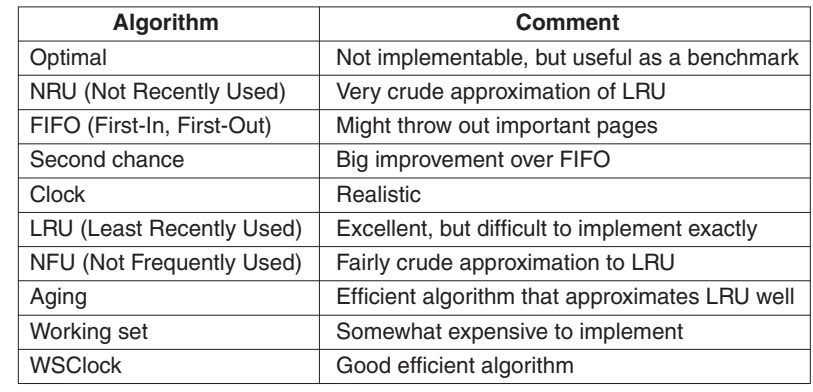 Algorithm Comment
Optimal Not implementable, but useful as a benchmark
NRU (Not Recently Used) Very crude approximation of LRU
FIFO (First-In, First-Out) Might throw out important pages
Second chance Big improvement over FIFO
Clock Realistic
LRU (Least Recently Used) Excellent, but difficult to implement exactly
NFU (Not Frequently Used) Fairly crude approximation to LRU
Aging Efficient algorithm that approximates LRU well
Working set Somewhat expensive to implement
WSClock Good efficient algorithm